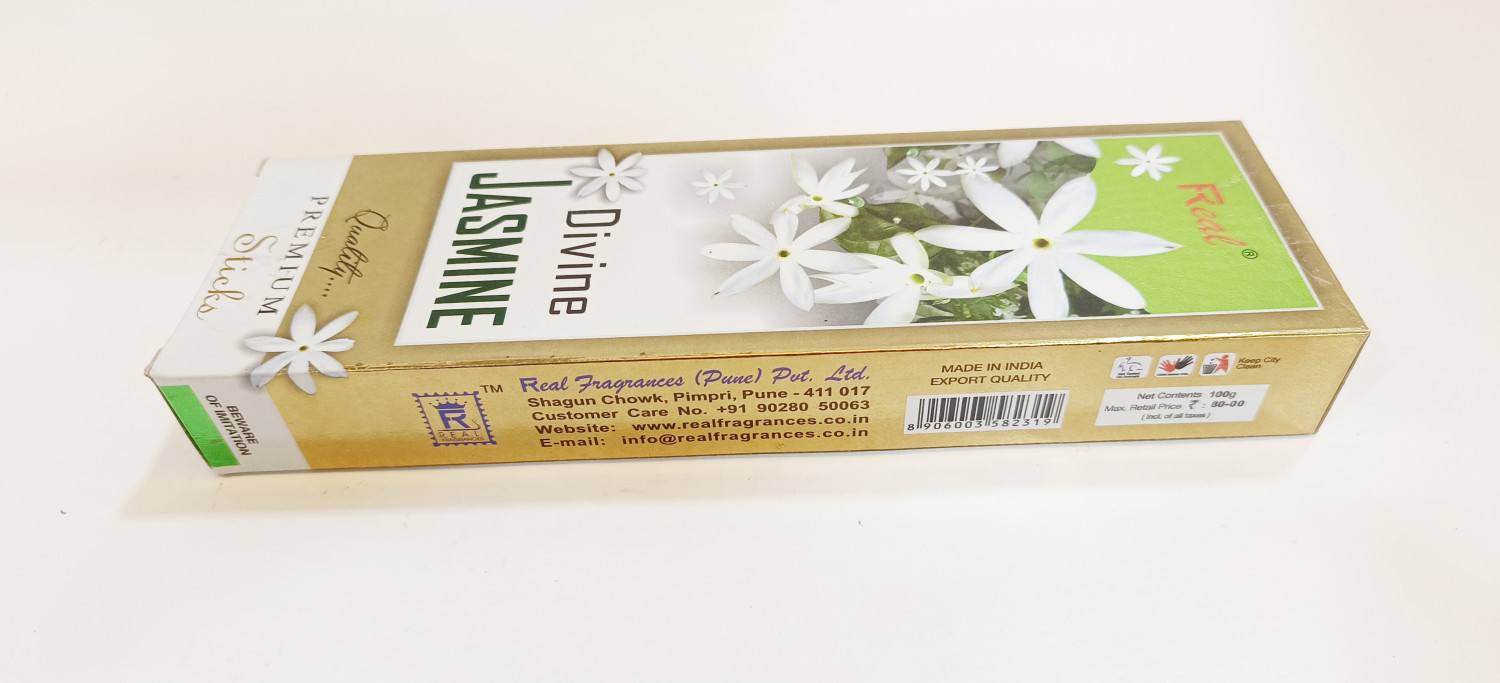 PREMIUM
Sticks
Quality....
Divine
JASMINE
Real ®
BEWARE
OF IMITATION
TM
R
REAL
FRAGRANCES
Real Fragrances (Pune) Pvt. Ltd.
Shagun Chowk, Pimpri, Pune - 411 017
Customer Care No. +91 90280 50063
Website: www.realfragrances.co.in
E-mail: info@realfragrances.co.in
MADE IN INDIA
EXPORT QUALITY
8 906003 582319
Keep City
Clean
Net Contents 100g
Max. Retail Price ₹ : 80-00
(Incl. of all taxes)